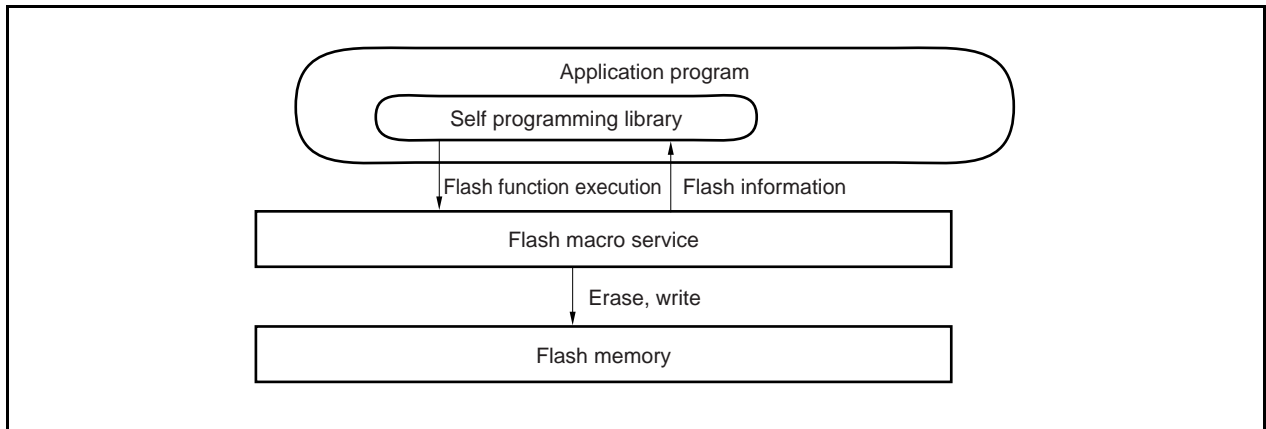 Application program
Self programming library
Flash function execution
Flash information
Flash macro service
Erase, write
Flash memory